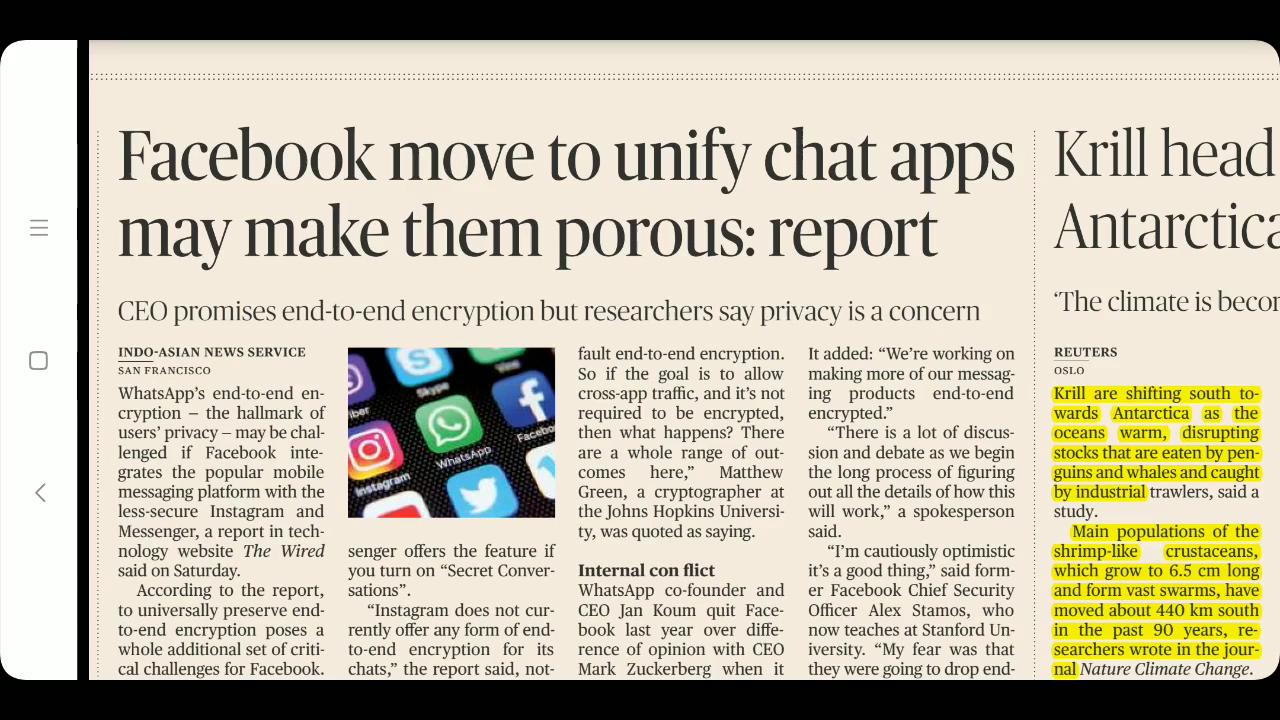 Facebook move to unify chat apps
may make them porous: report
CEO promises end-to-end encryption but researchers say privacy is a concern
INDO-ASIAN NEWS SERVICE
SAN FRANCISCO
WhatsApp’s end-to-end en-
cryption – the hallmark of
users’ privacy – may be chal-
lenged if Facebook inte-
grates the popular mobile
messaging platform with the
less-secure Instagram and
Messenger, a report in tech-
nology website The Wired
said on Saturday.
According to the report,
to universally preserve end-
to-end encryption poses a
whole additional set of criti-
cal challenges for Facebook.
iber
Skype
Vine
Instagram
WhatsApp
Facebo
senger offers the feature if
you turn on “Secret Conver-
sations”.
“Instagram does not cur-
rently offer any form of end-
to-end encryption for its
chats,” the report said, not-
fault end-to-end encryption.
So if the goal is to allow
cross-app traffic, and it’s not
required to be encrypted,
then what happens? There
are a whole range of out-
comes here,” Matthew
Green, a cryptographer at
the Johns Hopkins Universi-
ty, was quoted as saying.
Internal con flict
WhatsApp co-founder and
CEO Jan Koum quit Face-
book last year over diffe-
rence of opinion with CEO
Mark Zuckerberg when it
It added: “We’re working on
making more of our messag-
ing products end-to-end
encrypted.”
“There is a lot of discus-
sion and debate as we begin
the long process of figuring
out all the details of how this
will work,” a spokesperson
said.
“I’m cautiously optimistic
it’s a good thing,” said form-
er Facebook Chief Security
Officer Alex Stamos, who
now teaches at Stanford Un-
iversity. “My fear was that
they were going to drop end-
Krill head
Antarctica
‘The climate is becor
REUTERS
OSLO
Krill are shifting south to-
wards Antarctica as the
oceans warm, disrupting
stocks that are eaten by pen-
guins and whales and caught
by industrial trawlers, said a
study.
Main populations of the
shrimp-like crustaceans,
which grow to 6.5 cm long
and form vast swarms, have
moved about 440 km south
in the past 90 years, re-
searchers wrote in the jour-
nal Nature Climate Change.